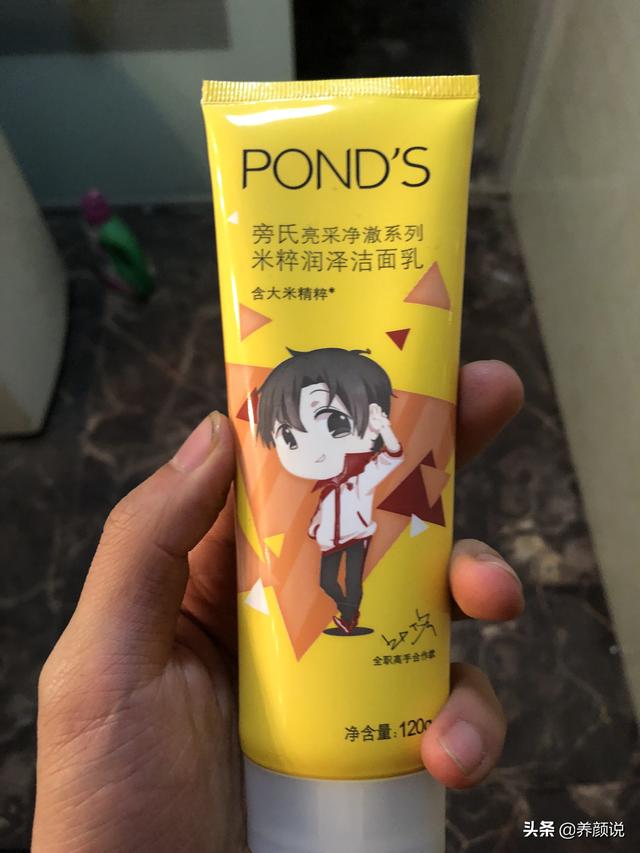 POND'S
旁氏亮采净澈系列
米粹润泽洁面乳
含大米精粹*
全职高手合作款
净含量:120g
头条 @养颜说